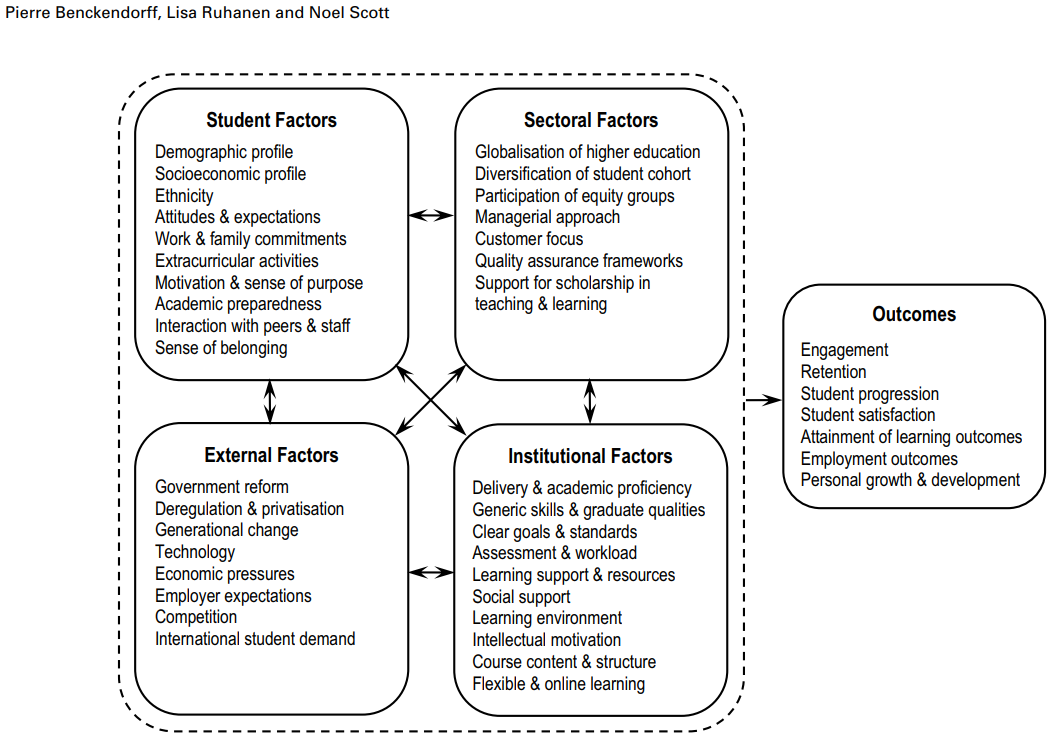 Pierre Benckendorff, Lisa Ruhanen and Noel Scott
Student Factors
Demographic profile
Socioeconomic profile
Ethnicity
Attitudes & expectations
Work & family commitments
Extracurricular activities
Motivation & sense of purpose
Academic preparedness
Interaction with peers & staff
Sense of belonging
Sectoral Factors
Globalisation of higher education
Diversification of student cohort
Participation of equity groups
Managerial approach
Customer focus
Quality assurance frameworks
Support for scholarship in
teaching & learning
External Factors
Government reform
Deregulation & privatisation
Generational change
Technology
Economic pressures
Employer expectations
Competition
International student demand
Institutional Factors
Delivery & academic proficiency
Generic skills & graduate qualities
Clear goals & standards
Assessment & workload
Learning support & resources
Social support
Learning environment
Intellectual motivation
Course content & structure
Flexible & online learning
Outcomes
Engagement
Retention
Student progression
Student satisfaction
Attainment of learning outcomes
Employment outcomes
Personal growth & development